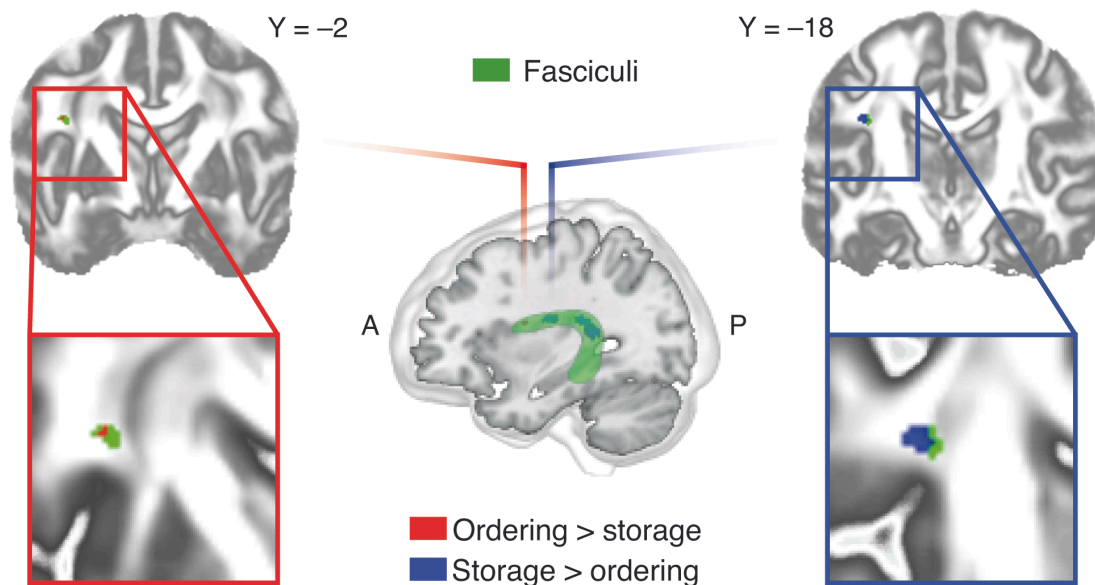 Y = –2
Y = –18
Fasciculi
A
P
Ordering > storage
Storage > ordering